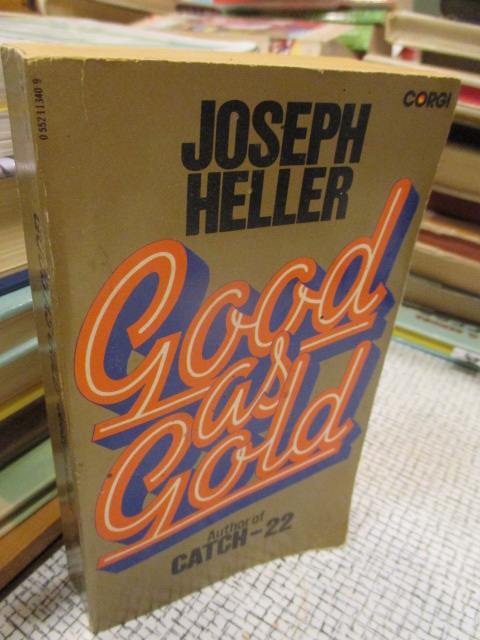 0 552 11340 9
CORGI
JOSEPH
HELLER
Good
as
Gold
Author of
CATCH-22